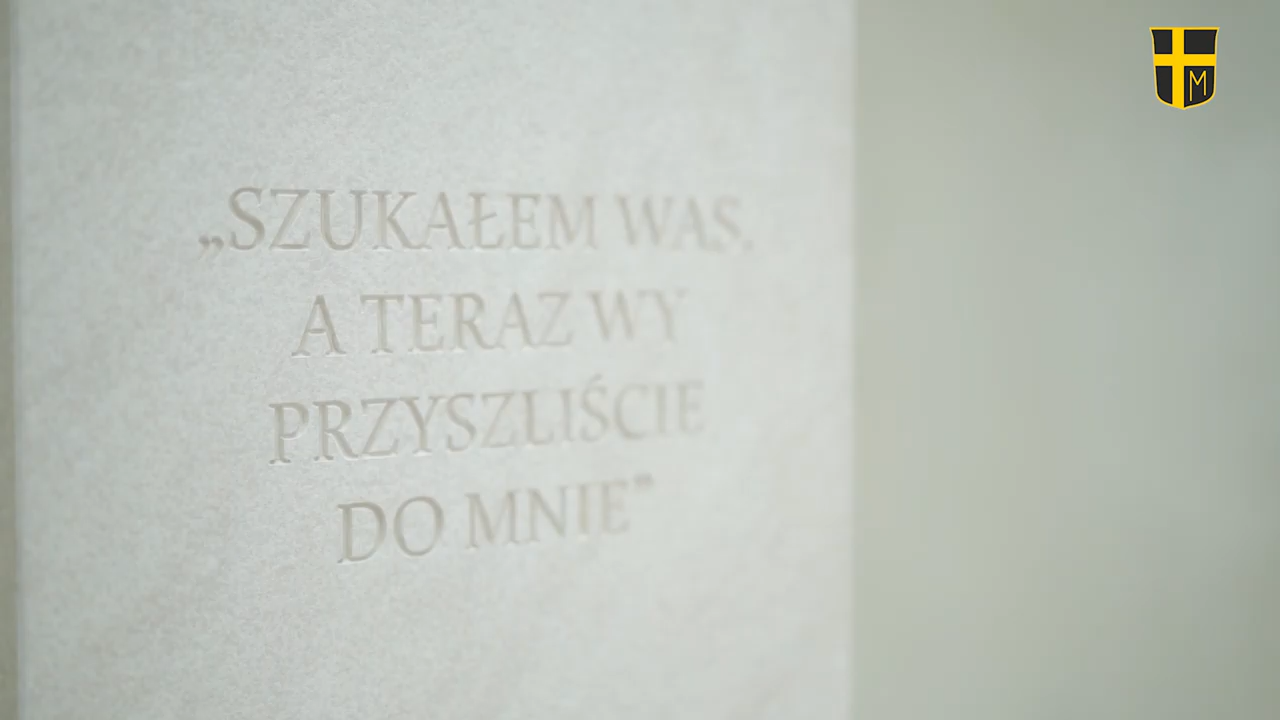 „SZUKAŁEM WAS,
A TERAZ WY
PRZYSZLIŚCIE
DO MNIE”
M